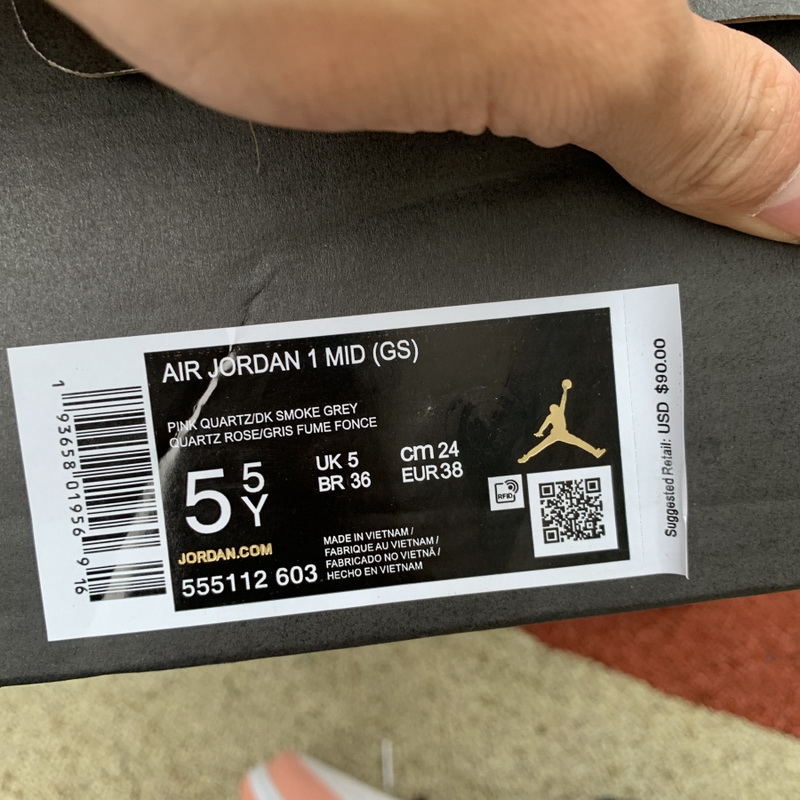 AIR JORDAN 1 MID (GS)
PINK QUARTZ/DK SMOKE GREY
QUARTZ ROSE/GRIS FUME FONCE
5 5 Y
UK 5
BR 36
cm 24
EUR 38
RFID
JORDAN.COM
555112 603
MADE IN VIETNAM /
FABRIQUE AU VIETNAM /
FABRICADO NO VIETNÃ /
HECHO EN VIETNAM
1 93658 01956 9 16
Suggested Retail: USD $90.00